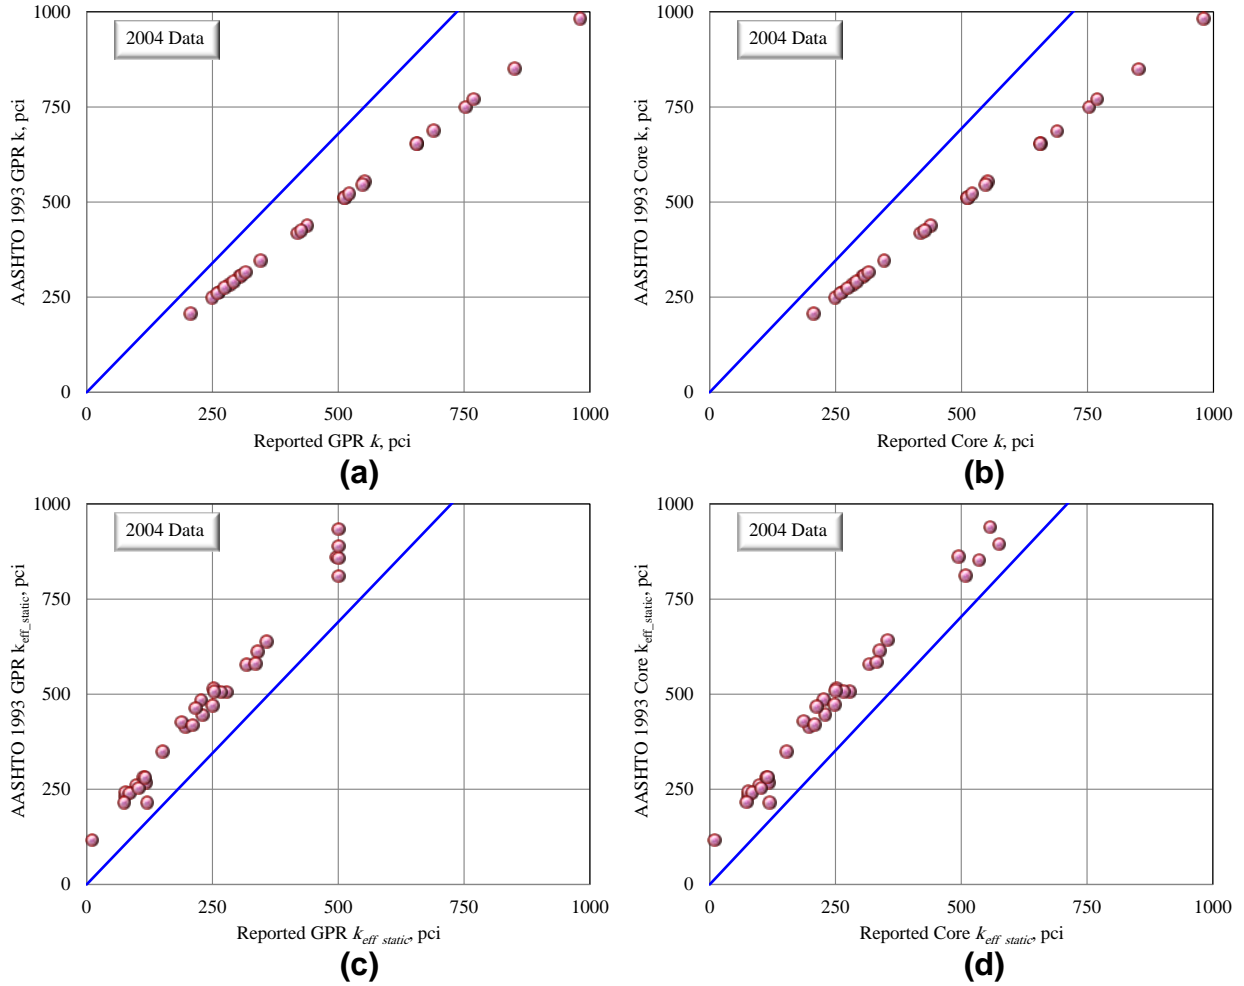 1000
750
500
250
0
AASHTO 1993 GPR k, pci
2004 Data
0 250 500 750 1000
Reported GPR k, pci
(a)
1000
750
500
250
0
AASHTO 1993 Core k, pci
2004 Data
0 250 500 750 1000
Reported Core k, pci
(b)
1000
750
500
250
0
AASHTO 1993 GPR k_eff_static, pci
2004 Data
0 250 500 750 1000
Reported GPR k_eff static, pci
(c)
1000
750
500
250
0
AASHTO 1993 Core k_eff_static, pci
2004 Data
0 250 500 750 1000
Reported Core k_eff static, pci
(d)